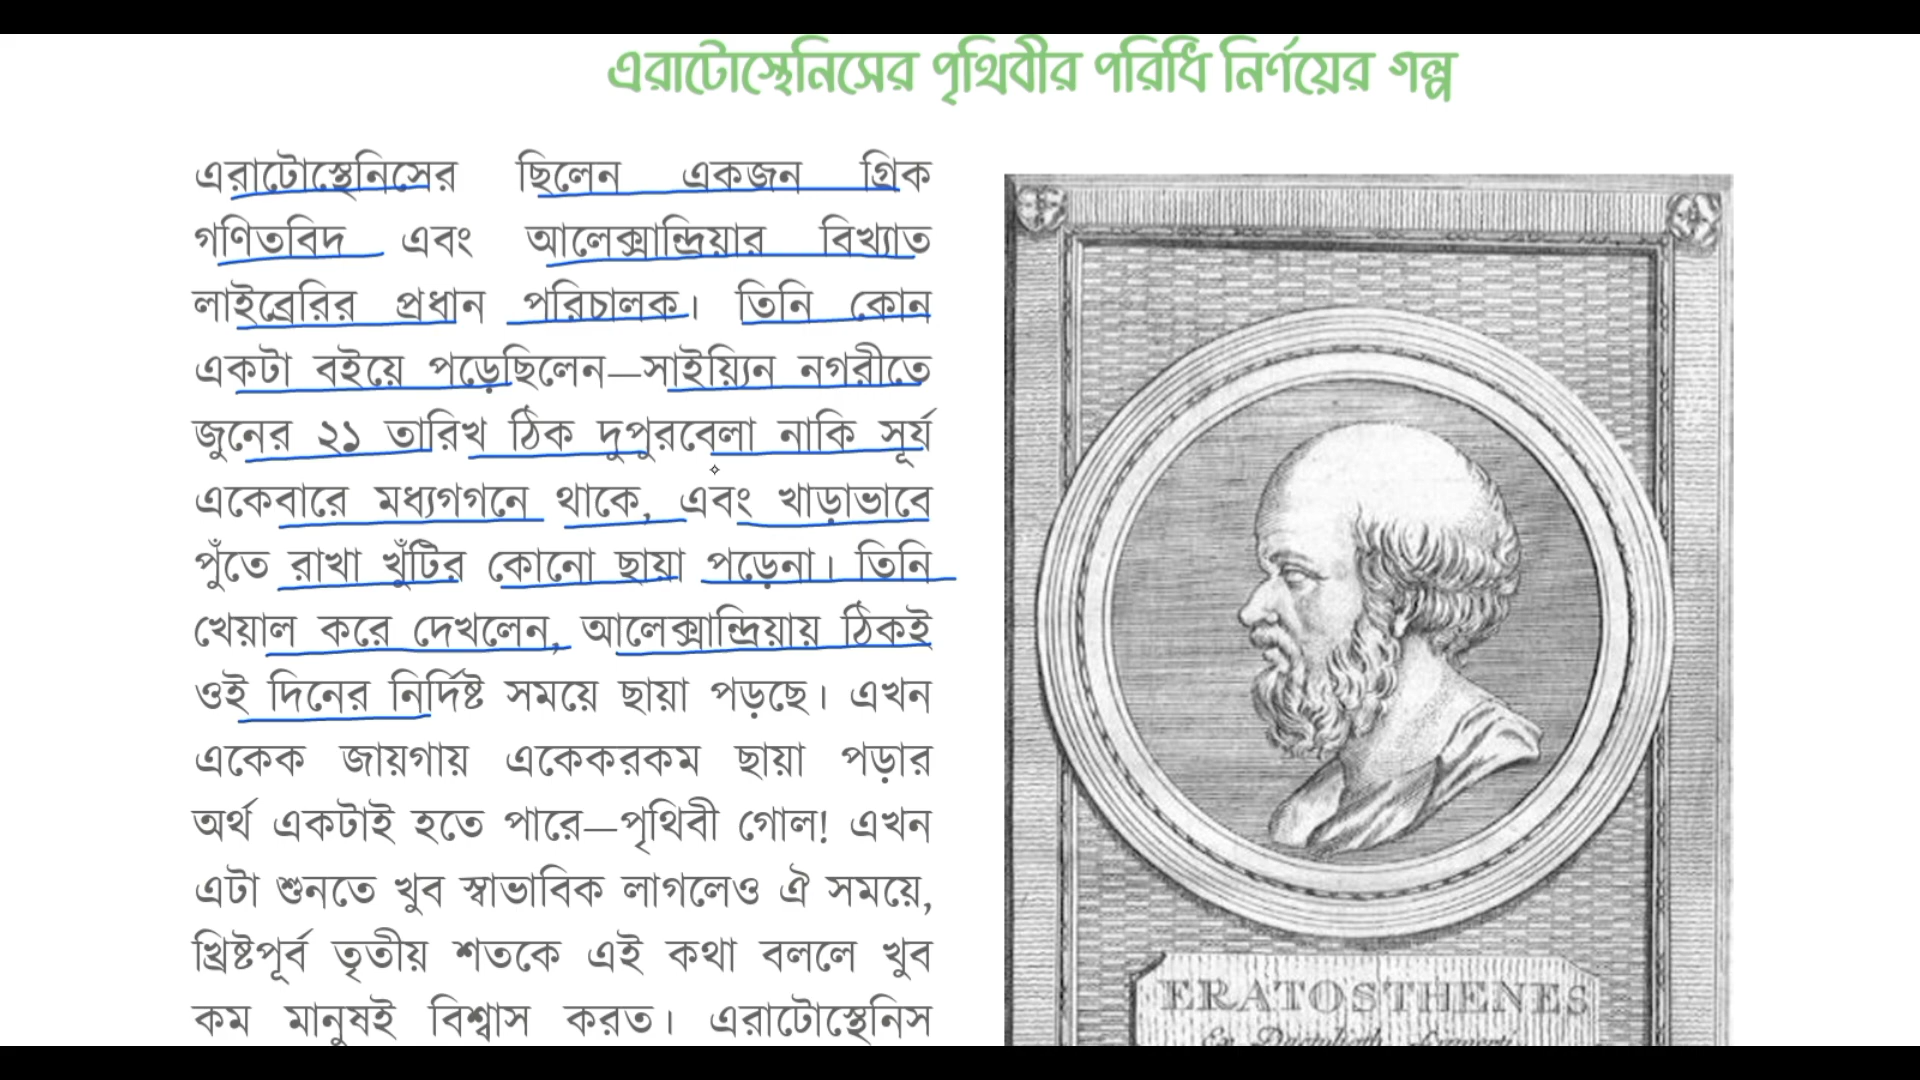 এরাটোস্থেনিসের পৃথিবীর পরিধি নির্ণয়ের গল্প
এরাটোস্থেনিসের ছিলেন একজন গ্রিক
গণিতবিদ এবং আলেক্সান্দ্রিয়ার বিখ্যাত
লাইব্রেরির প্রধান পরিচালক। তিনি কোন
একটা বইয়ে পড়েছিলেন—সাইয়্যিন নগরীতে
জুনের ২১ তারিখ ঠিক দুপুরবেলা নাকি সূর্য
একেবারে মধ্যগগনে থাকে, এবং খাড়াভাবে
পুঁতে রাখা খুঁটির কোনো ছায়া পড়েনা। তিনি
খেয়াল করে দেখলেন, আলেক্সান্দ্রিয়ায় ঠিকই
ওই দিনের নির্দিষ্ট সময়ে ছায়া পড়ছে। এখন
একেক জায়গায় একেকরকম ছায়া পড়ার
অর্থ একটাই হতে পারে—পৃথিবী গোল! এখন
এটা শুনতে খুব স্বাভাবিক লাগলেও ঐ সময়ে,
খ্রিষ্টপূর্ব তৃতীয় শতকে এই কথা বললে খুব
কম মানুষই বিশ্বাস করত। এরাটোস্থেনিস
ERATOSTHENES